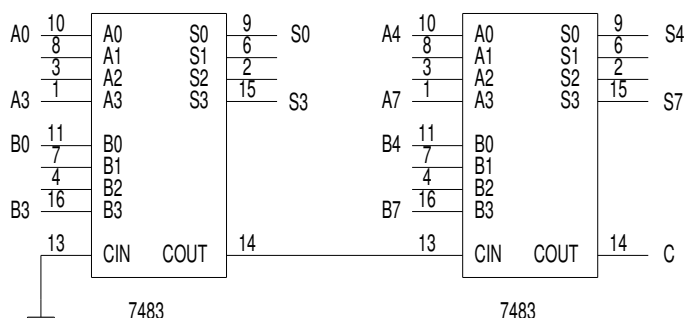 A0 10 A0 S0 9 S0 A4 10 A0 S0 9 S4
8 A1 S1 6 8 A1 S1 6
3 A2 S2 2 3 A2 S2 2
A3 1 A3 S3 15 S3 A7 1 A3 S3 15 S7
B0 11 B0 B4 11 B0
7 B1 7 B1
4 B2 4 B2
B3 16 B3 B7 16 B3
13 CIN COUT 14 13 CIN COUT 14 C
7483 7483